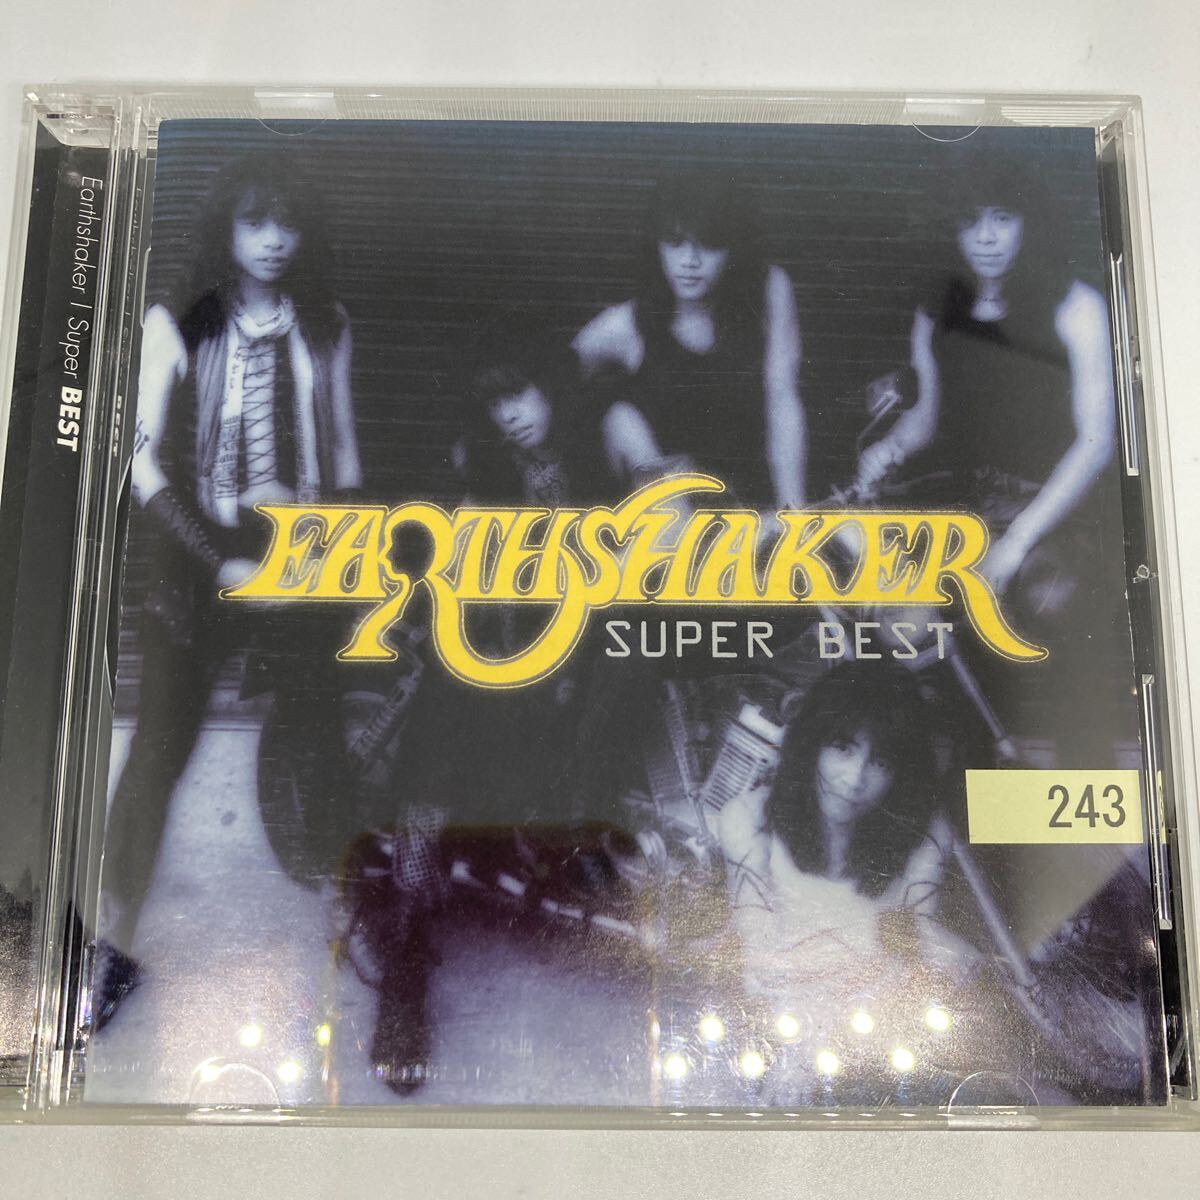 Earthshaker | Super BEST
EARTHSHAKER
SUPER BEST
243